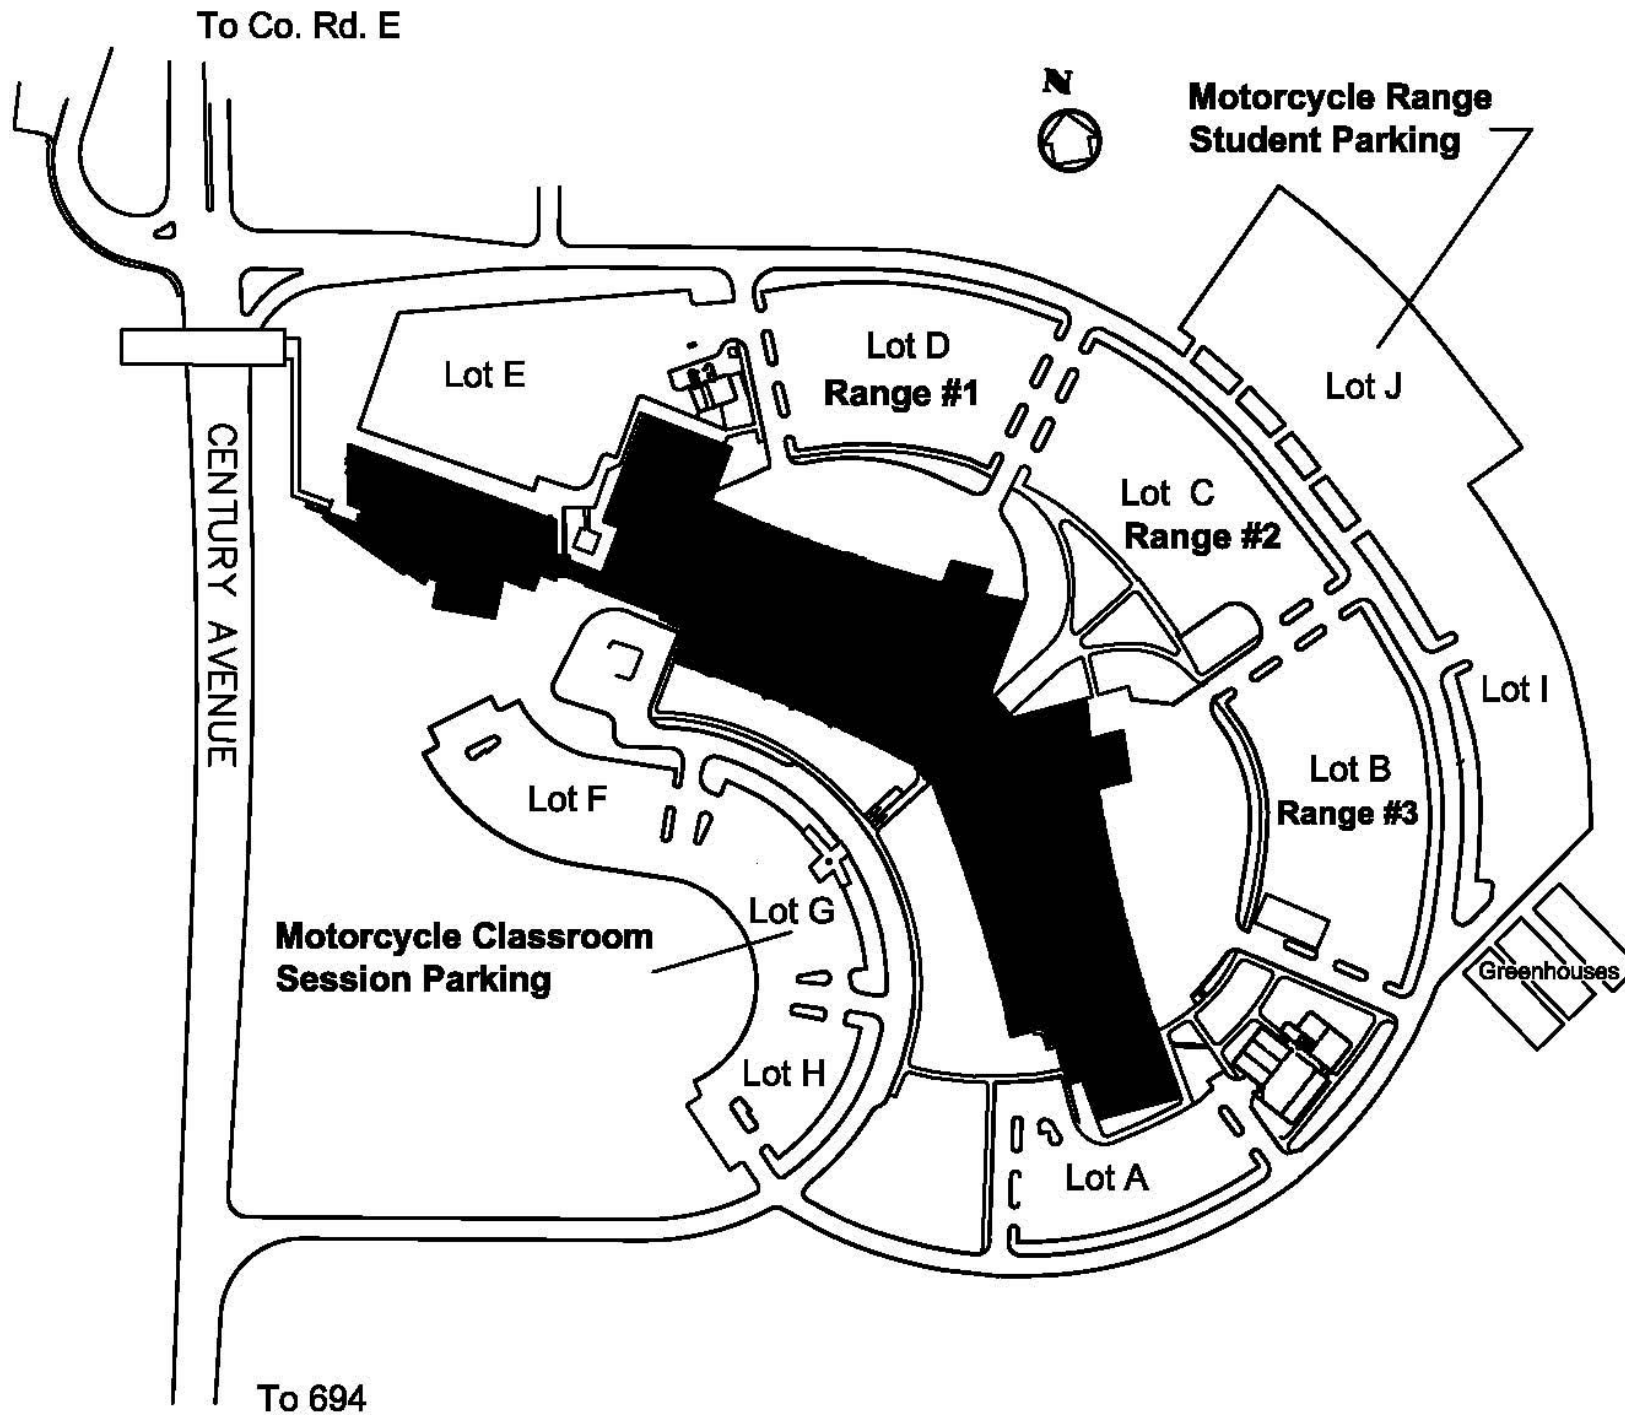 To Co. Rd. E
N
Motorcycle Range
Student Parking
Lot E
Lot D
Range #1
Lot J
Lot C
Range #2
CENTURY AVENUE
Lot I
Lot B
Range #3
Lot F
Lot G
Motorcycle Classroom
Session Parking
Greenhouses
Lot H
Lot A
To 694